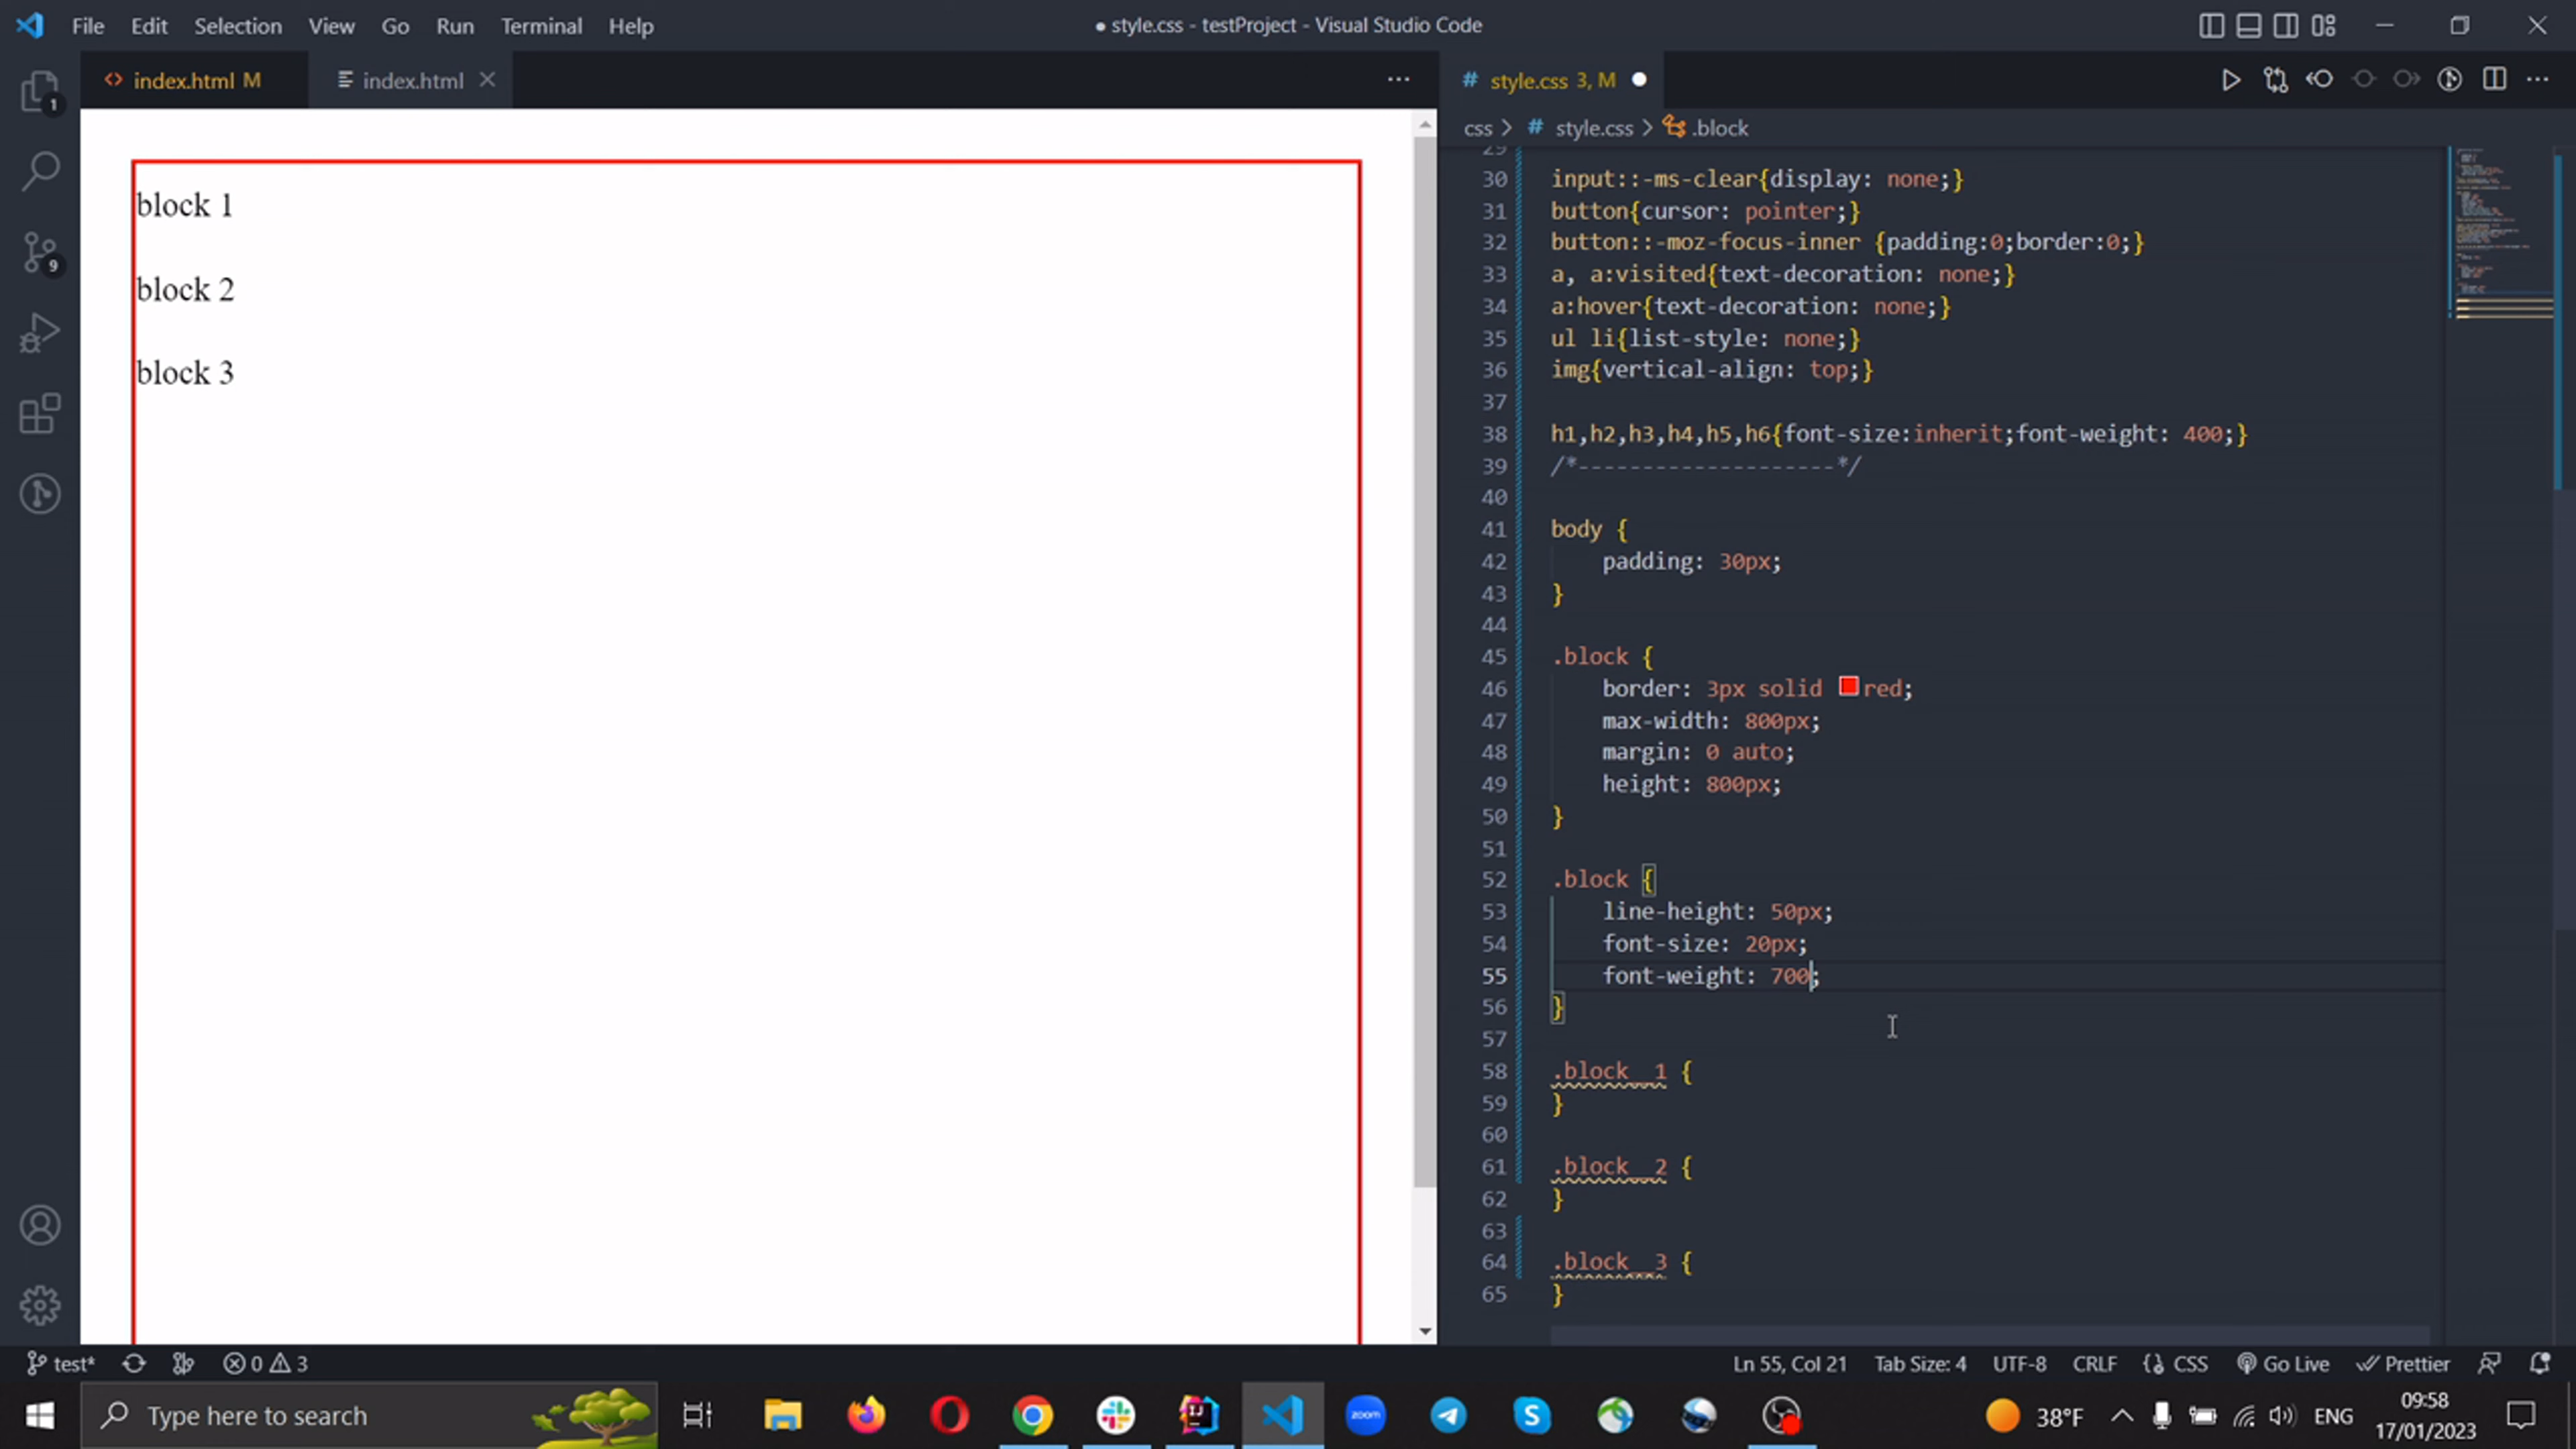 File Edit Selection View Go Run Terminal Help
● style.css - testProject - Visual Studio Code
<> index.html M
index.html
...
# style.css 3, M
css > # style.css > .block
block 1
block 2
block 3
29
30 input::-ms-clear{display: none;}
31 button{cursor: pointer;}
32 button::-moz-focus-inner {padding:0;border:0;}
33 a, a:visited{text-decoration: none;}
34 a:hover{text-decoration: none;}
35 ul li{list-style: none;}
36 img{vertical-align: top;}
37
38 h1,h2,h3,h4,h5,h6{font-size:inherit;font-weight: 400;}
39 /*--------------------*/
40
41 body {
42 padding: 30px;
43 }
44
45 .block {
46 border: 3px solid red;
47 max-width: 800px;
48 margin: 0 auto;
49 height: 800px;
50 }
51
52 .block {
53 line-height: 50px;
54 font-size: 20px;
55 font-weight: 700;
56 }
57
58 .block__1 {
59 }
60
61 .block__2 {
62 }
63
64 .block__3 {
65 }
1
9
test* 0 3
Ln 55, Col 21 Tab Size: 4 UTF-8 CRLF {} CSS Go Live Prettier
Type here to search
zoom
38°F
ENG
09:58
17/01/2023